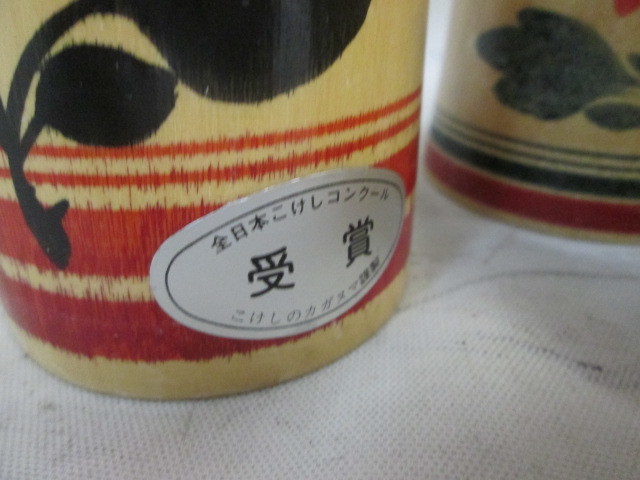 全日本こけしコンクール
受賞
こけしのカガヌマ謹製